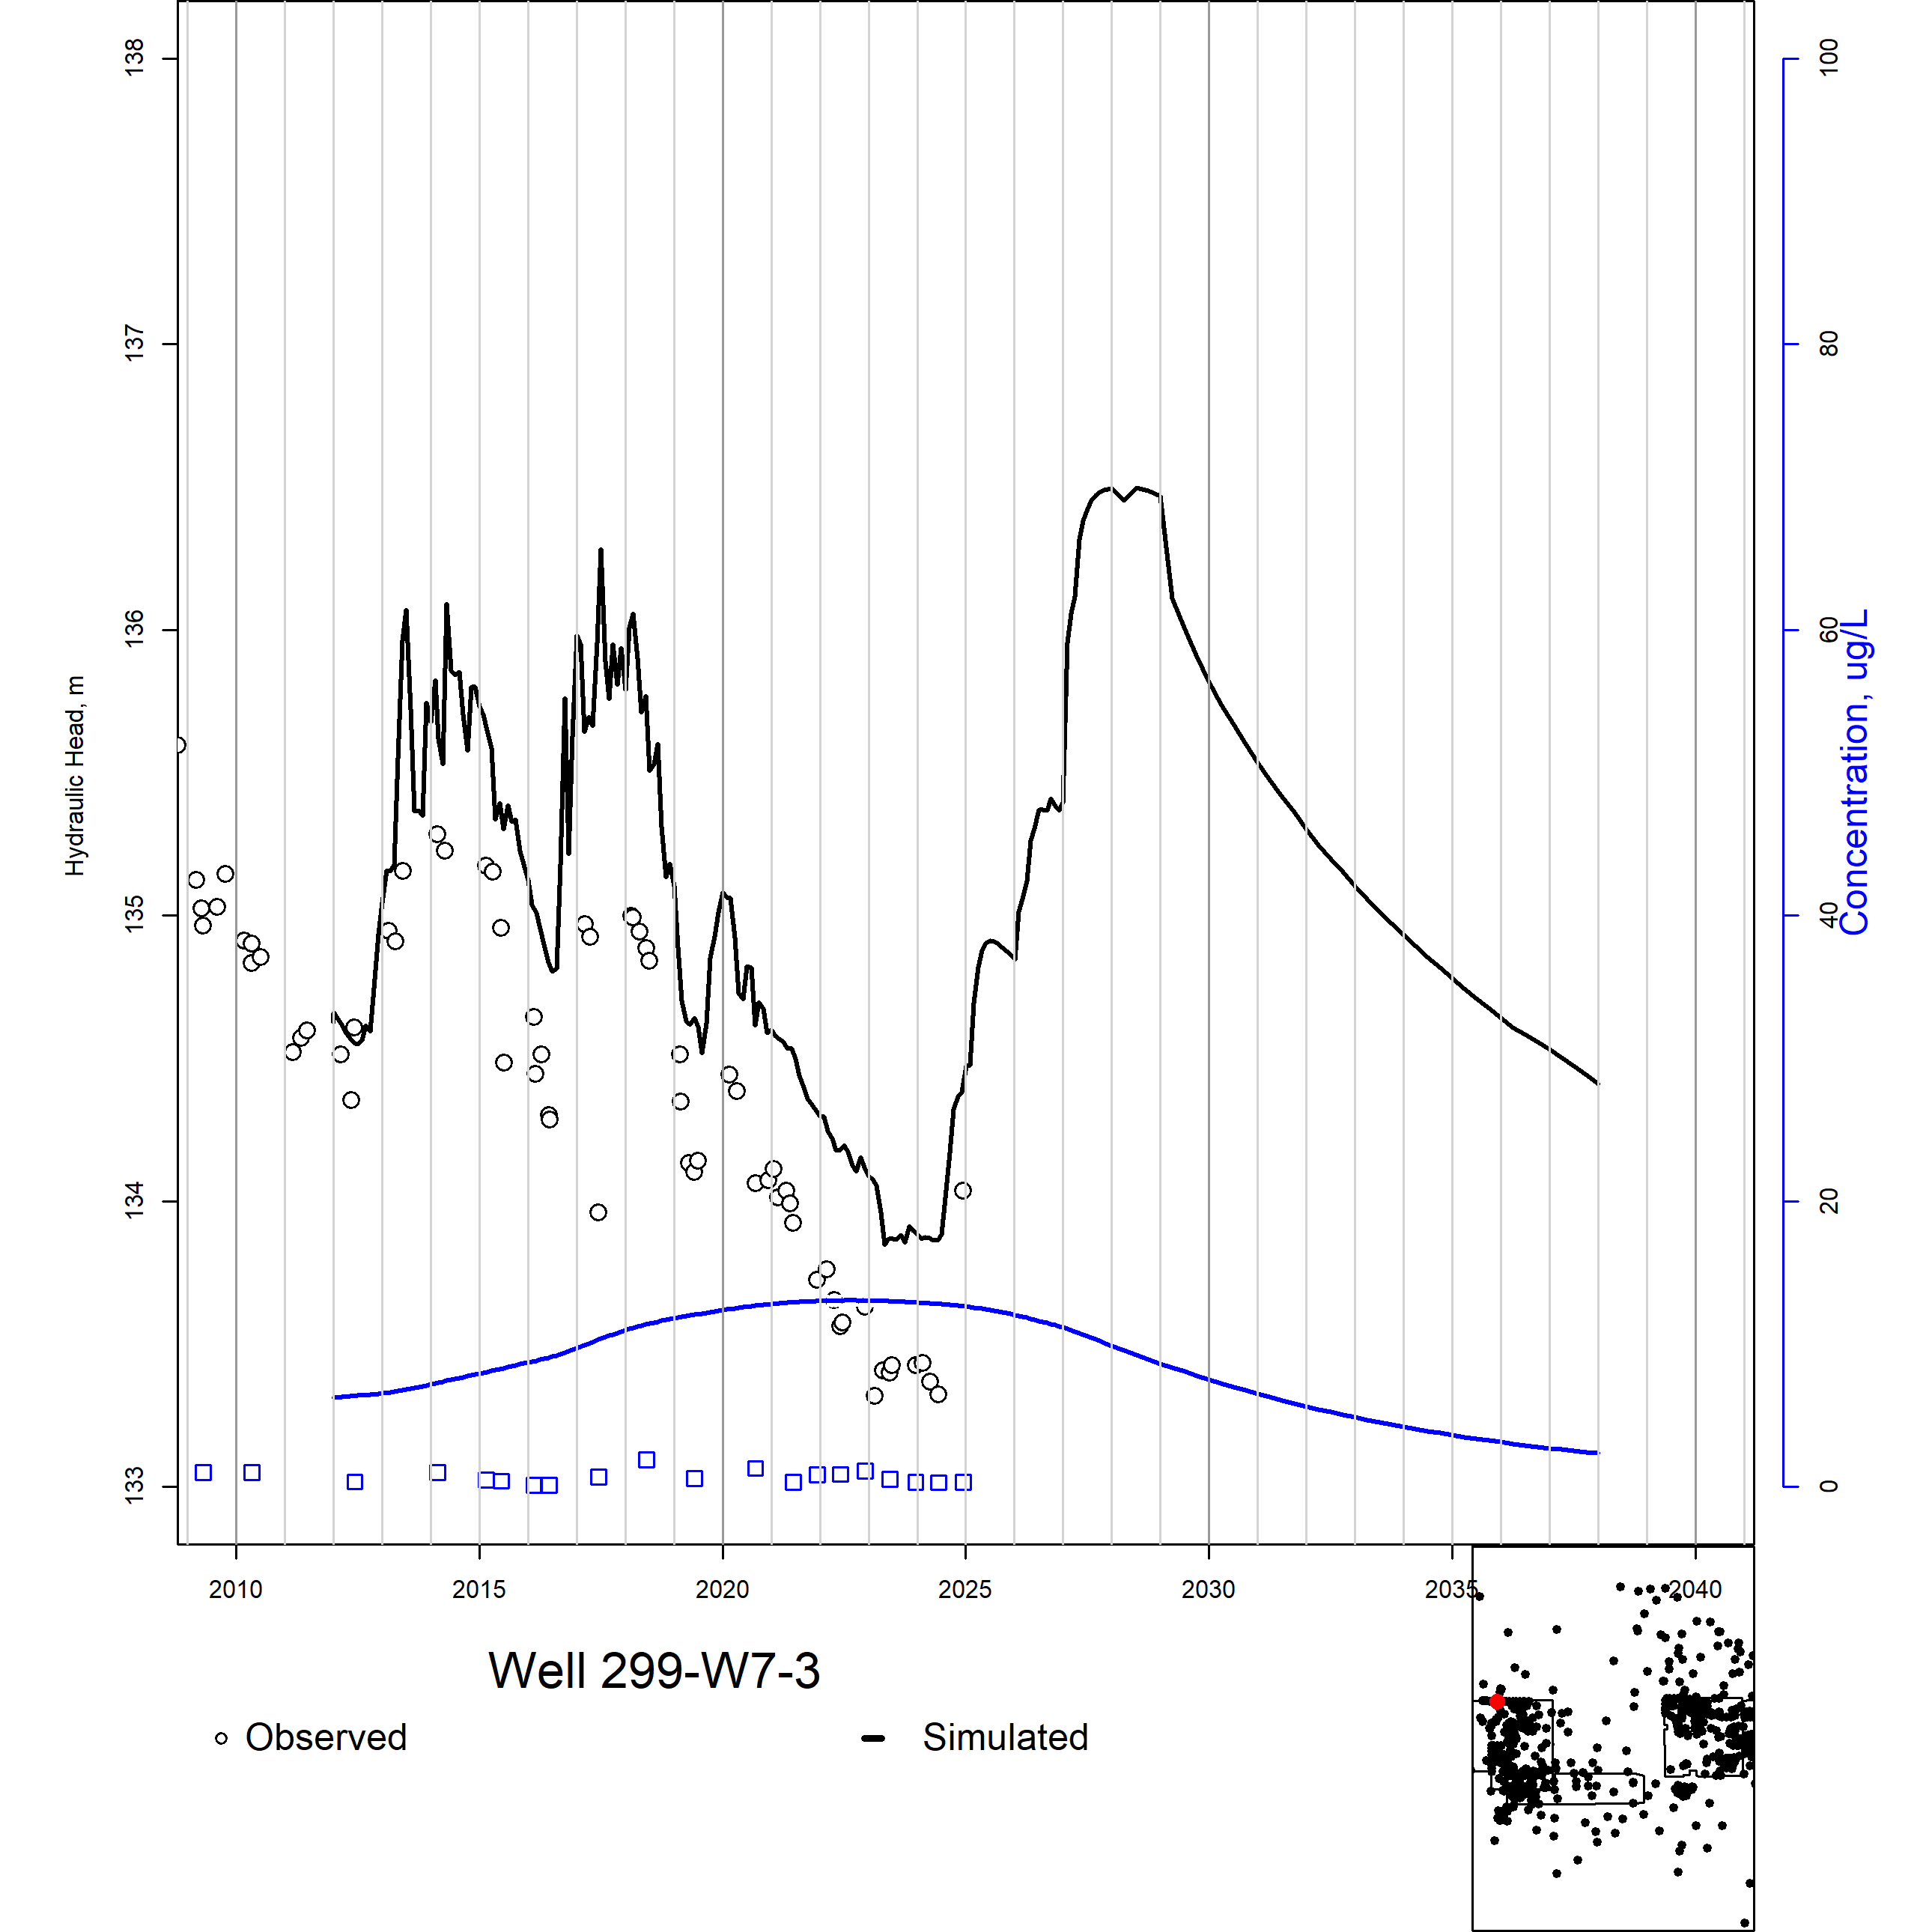 138
137
136
135
134
133
Hydraulic Head, m
100
80
60
40
20
0
Concentration, ug/L
2010 2015 2020 2025 2030 2035 2040
Well 299-W7-3
Observed Simulated